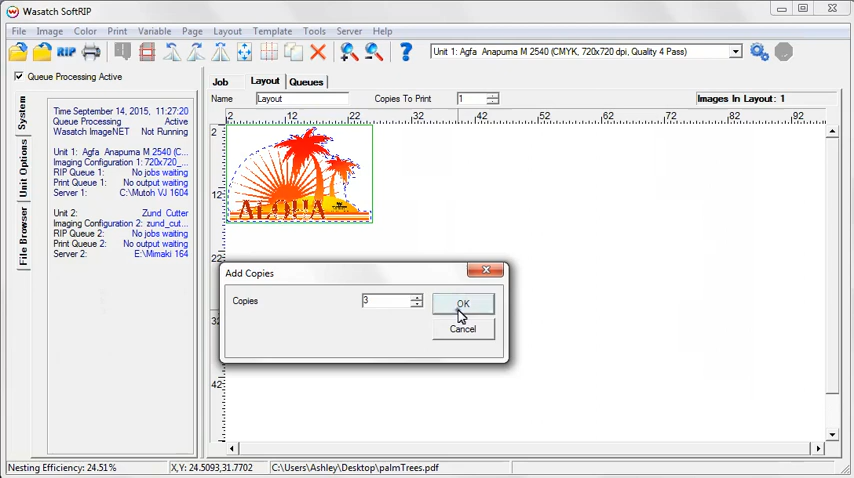 Wasatch SoftRIP
File Image Color Print Variable Page Layout Template Tools Server Help
RIP Unit 1: Agfa Anapurna M 2540 (CMYK, 720x720 dpi, Quality 4 Pass)
Queue Processing Active
Job Layout Queues
Name Layout Copies To Print 1 Images In Layout: 1
System
Unit Options
File Browser
Time September 14, 2015, 11:27:20
Queue Processing Active
Wasatch ImageNET Not Running
Unit 1: Agfa Anapurna M 2540 (C...
Imaging Configuration 1: 720x720_...
RIP Queue 1: No jobs waiting
Print Queue 1: No output waiting
Server 1: C:\Mutoh VJ 1604
Unit 2: Zund Cutter
Imaging Configuration 2: zund_cut...
RIP Queue 2: No jobs waiting
Print Queue 2: No output waiting
Server 2: E:\Mimaki 164
2 12 22 32 42 52 62 72 82 92
2
12
22
32
42
ALOHA
Add Copies
Copies 3 OK
Cancel
Nesting Efficiency: 24.51% X,Y: 24.5093,31.7702 C:\Users\Ashley\Desktop\palmTrees.pdf